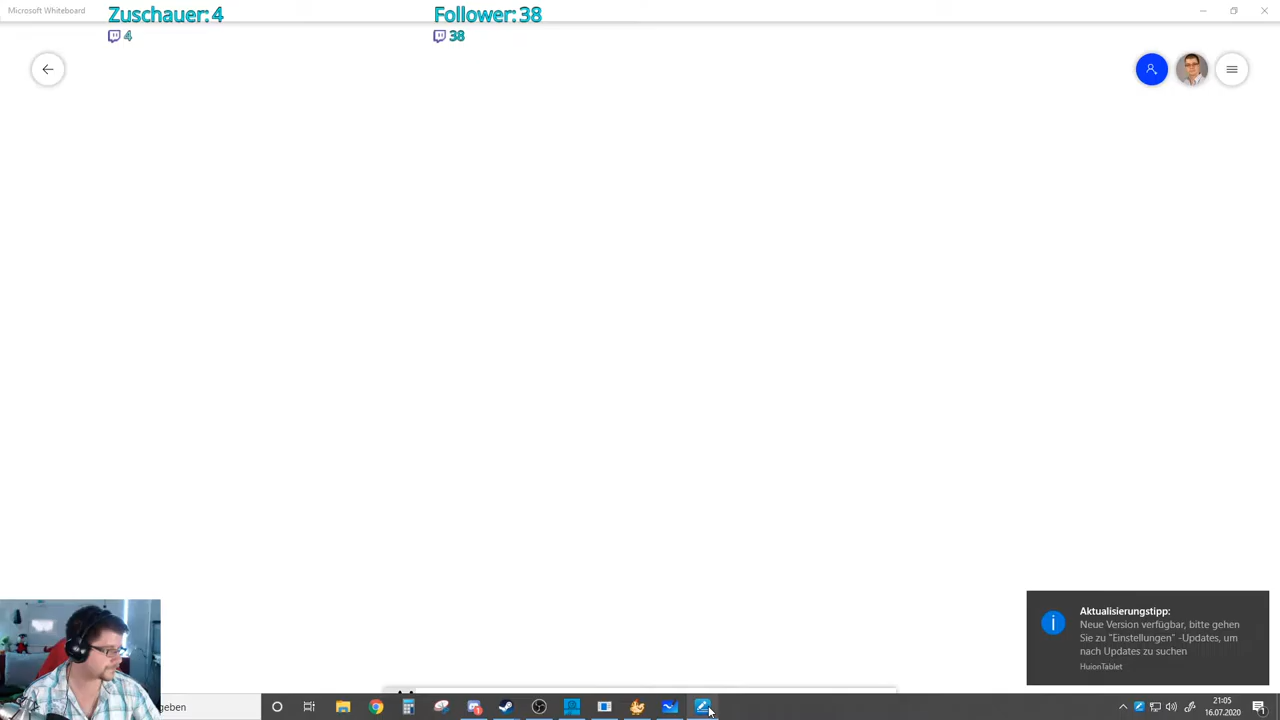 Microsoft Whiteboard
Zuschauer: 4
Follower: 38
4
38
Aktualisierungstipp:
Neue Version verfügbar, bitte gehen
Sie zu "Einstellungen" -Updates, um
nach Updates zu suchen
HuionTablet
geben
21:05
16.07.2020
1